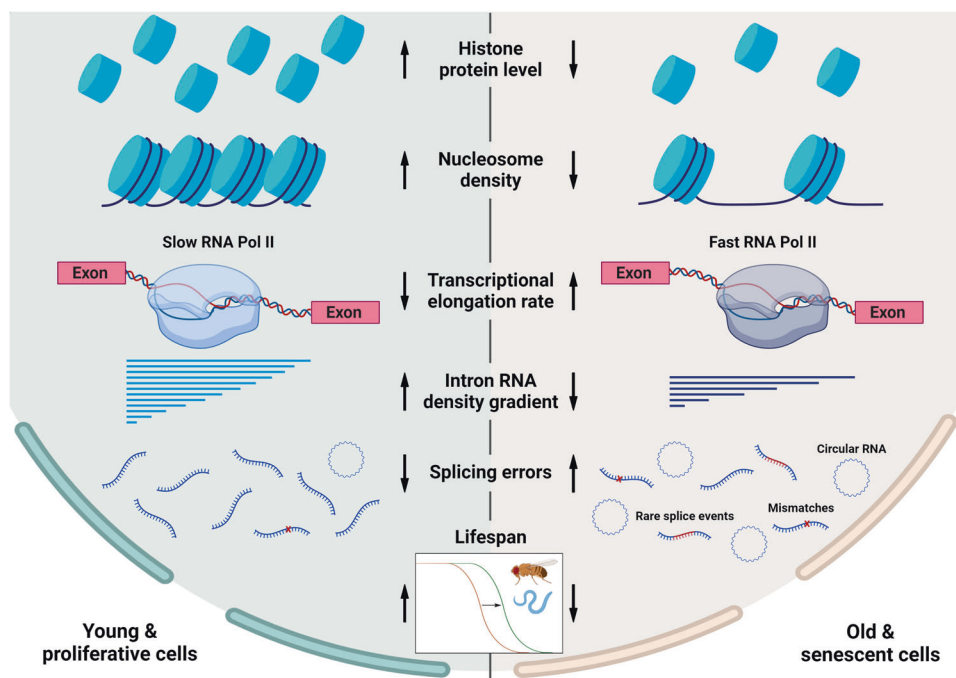 Histone
protein level
Nucleosome
density
Slow RNA Pol II
Fast RNA Pol II
Exon
Exon
Transcriptional
elongation rate
Exon
Exon
Intron RNA
density gradient
Splicing errors
Circular RNA
Rare splice events
Mismatches
Lifespan
Young &
proliferative cells
Old &
senescent cells